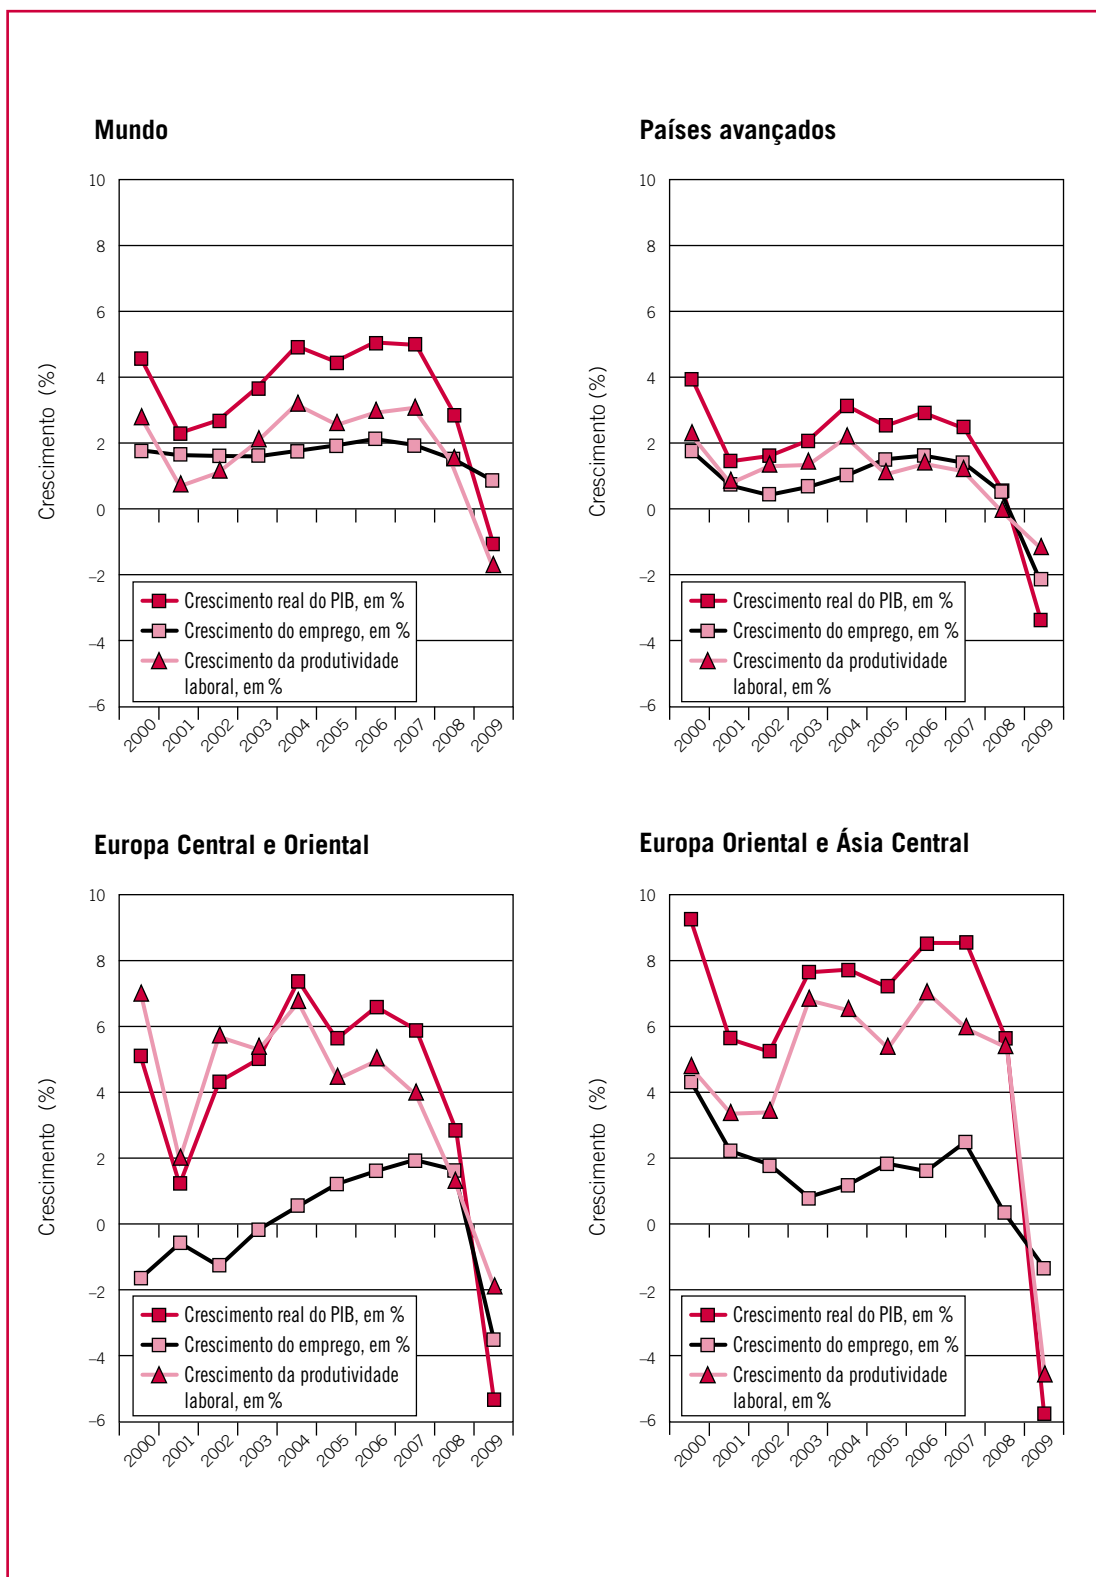 Mundo
Crescimento (%)
10
8
6
4
2
0
–2
–4
–6
Crescimento real do PIB, em %
Crescimento do emprego, em %
Crescimento da produtividade
laboral, em %
2000 2001 2002 2003 2004 2005 2006 2007 2008 2009
Países avançados
Crescimento (%)
10
8
6
4
2
0
–2
–4
–6
Crescimento real do PIB, em %
Crescimento do emprego, em %
Crescimento da produtividade
laboral, em %
2000 2001 2002 2003 2004 2005 2006 2007 2008 2009
Europa Central e Oriental
Crescimento (%)
10
8
6
4
2
0
–2
–4
–6
Crescimento real do PIB, em %
Crescimento do emprego, em %
Crescimento da produtividade
laboral, em %
2000 2001 2002 2003 2004 2005 2006 2007 2008 2009
Europa Oriental e Ásia Central
Crescimento (%)
10
8
6
4
2
0
–2
–4
–6
Crescimento real do PIB, em %
Crescimento do emprego, em %
Crescimento da produtividade
laboral, em %
2000 2001 2002 2003 2004 2005 2006 2007 2008 2009